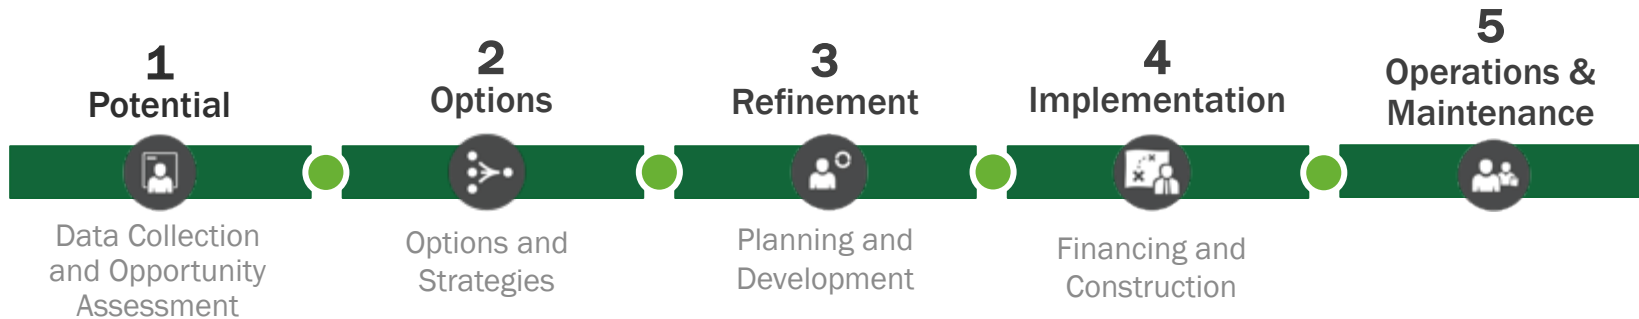 1
Potential
Data Collection
and Opportunity
Assessment
2
Options
Options and
Strategies
3
Refinement
Planning and
Development
4
Implementation
Financing and
Construction
5
Operations &
Maintenance